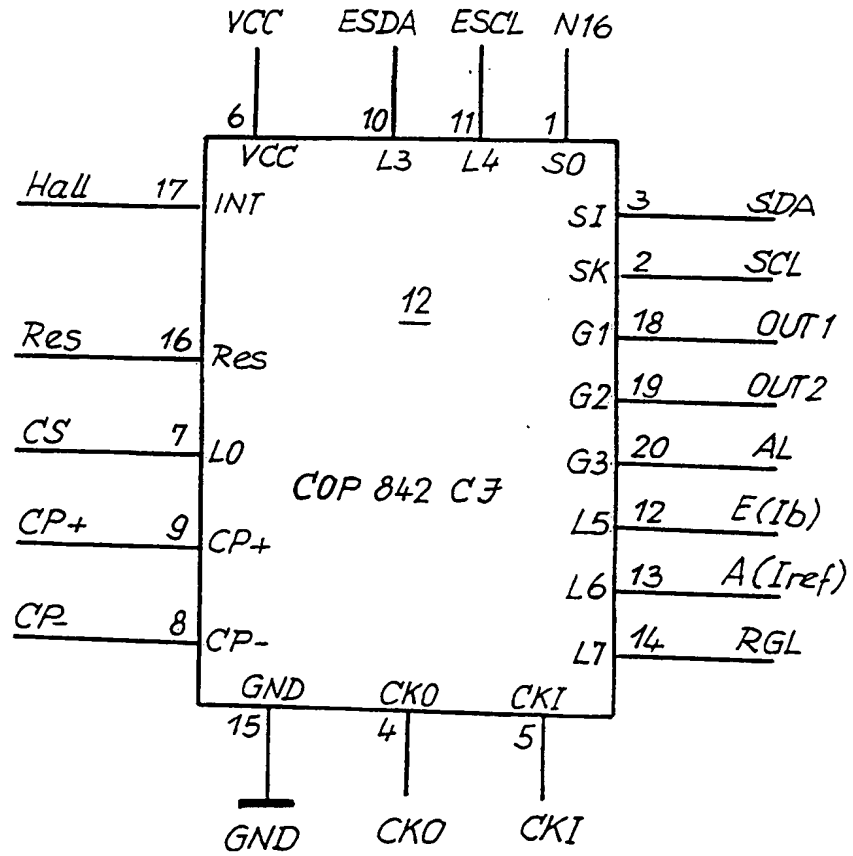 VCC ESDA ESCL N16
6 10 11 1
VCC L3 L4 SO
Hall 17 INT
SI 3 SDA
SK 2 SCL
12
G1 18 OUT1
Res 16 Res
G2 19 OUT2
CS 7 LO
G3 20 AL
COP 842 CJ
L5 12 E(Ib)
CP+ 9 CP+
L6 13 A(Iref)
CP- 8 CP-
L7 14 RGL
GND CKO CKI
15 4 5
GND CKO CKI